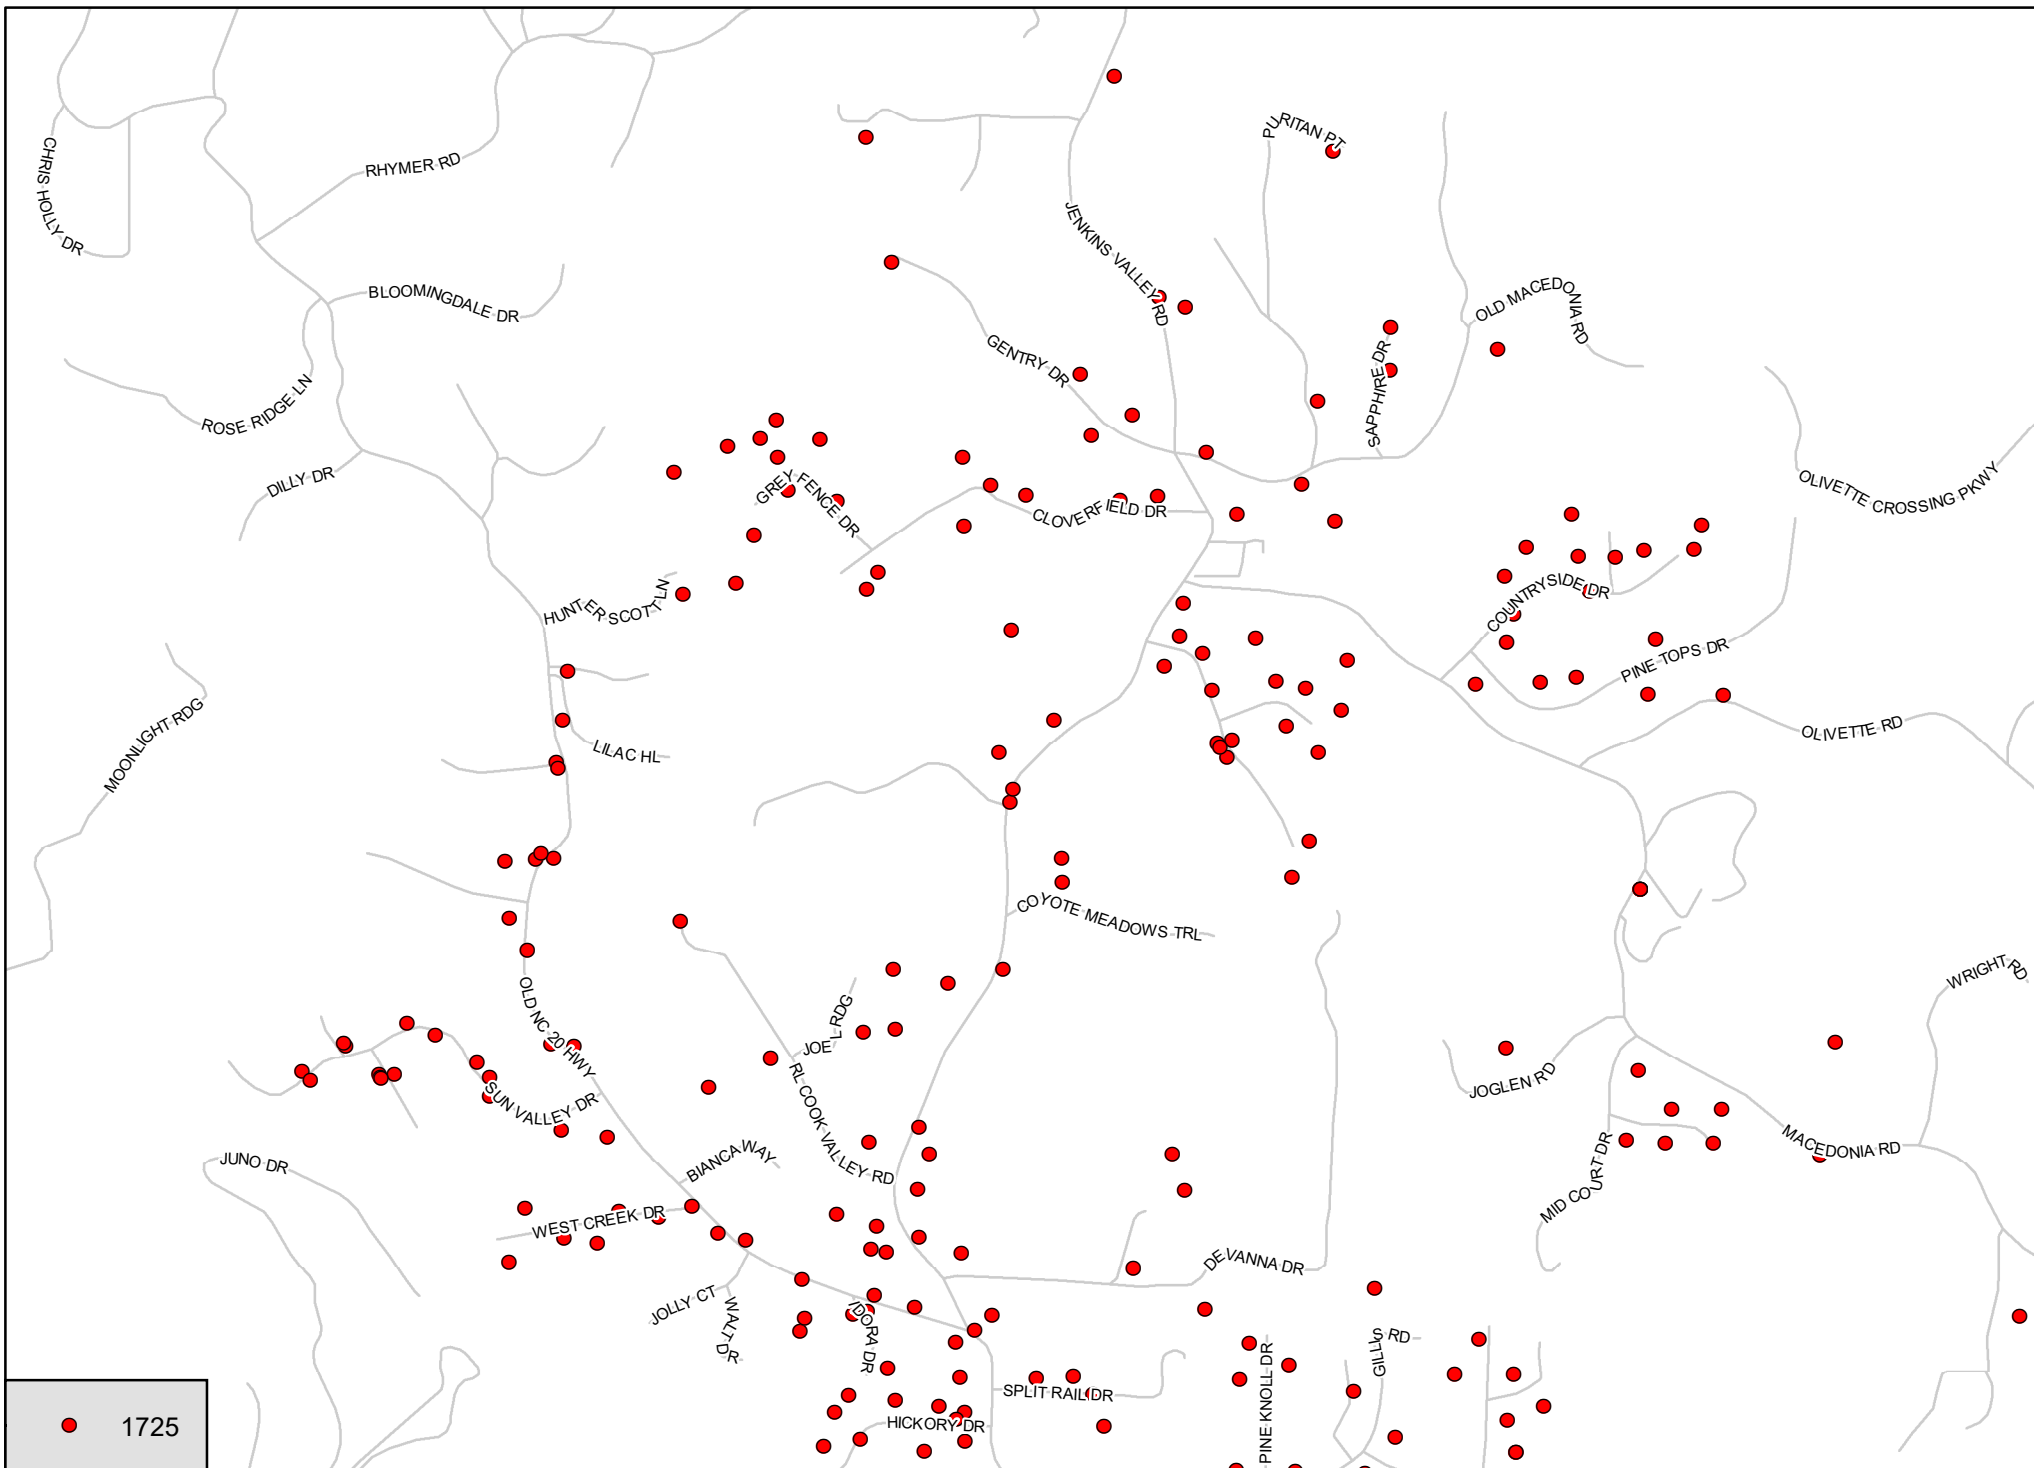 PURITAN PT
CHRIS HOLLY DR
RHYMER RD
JENKINS VALLEY RD
BLOOMINGDALE DR
OLD MACEDONIA RD
GENTRY DR
SAPPHIRE DR
ROSE RIDGE LN
DILLY DR
GREY FENCE DR
OLIVETTE CROSSING PKWY
CLOVERFIELD DR
HUNTER SCOTT LN
COUNTRYSIDE DR
PINE TOPS DR
MOONLIGHT RDG
LILAC HL
OLIVETTE RD
COYOTE MEADOWS TRL
WRIGHT RD
OLD NC 20 HWY
JOEL RDG
JOGLEN RD
SUN VALLEY DR
RL COOK VALLEY RD
MACEDONIA RD
JUNO DR
BIANCA WAY
MID COURT DR
WEST CREEK DR
DEVANNA DR
JOLLY CT
WALT DR
IDORA DR
GILLIS RD
PINE KNOLL DR
SPLIT RAIL DR
HICKORY DR
1725